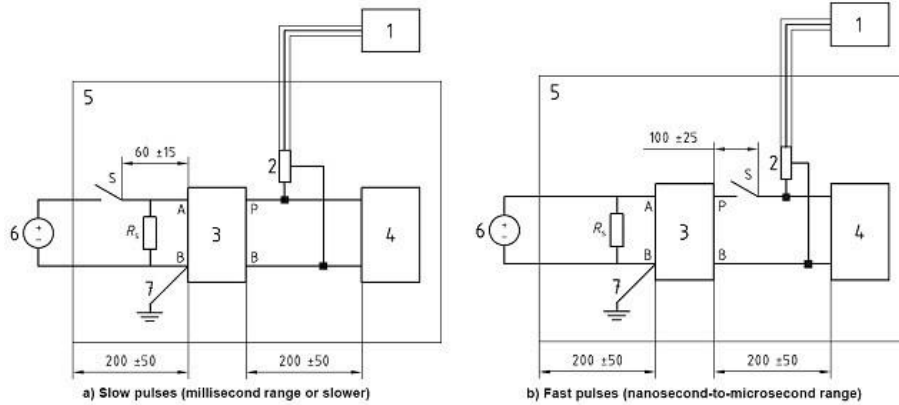 1
5
60 ±15
2
S
A
P
6
Rs
3
4
B
B
7
200 ±50
200 ±50
a) Slow pulses (millisecond range or slower)
1
5
100 ±25
2
S
A
P
6
Rs
3
4
B
B
7
200 ±50
200 ±50
b) Fast pulses (nanosecond-to-microsecond range)